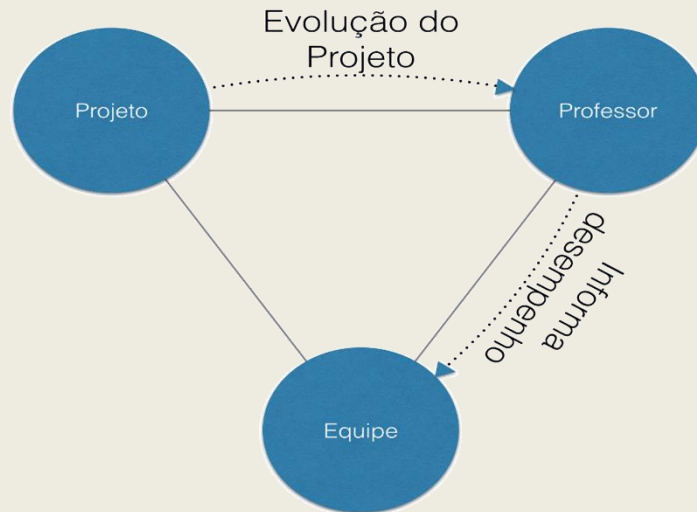 Evolução do
Projeto
Projeto
Professor
Informa
desempenho
Equipe